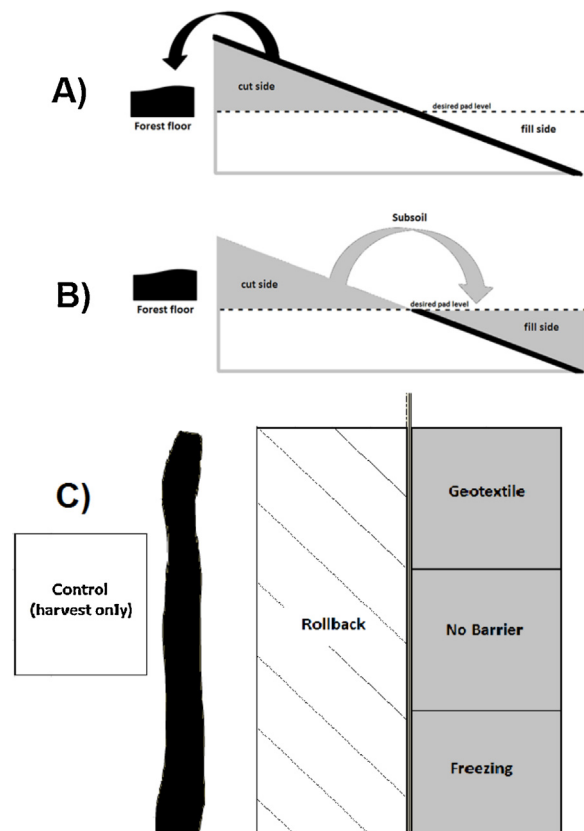 A)
cut side
desired pad level
Forest floor
fill side
Subsoil
B)
cut side
desired pad level
Forest floor
fill side
C)
Geotextile
Control
(harvest only)
Rollback
No Barrier
Freezing